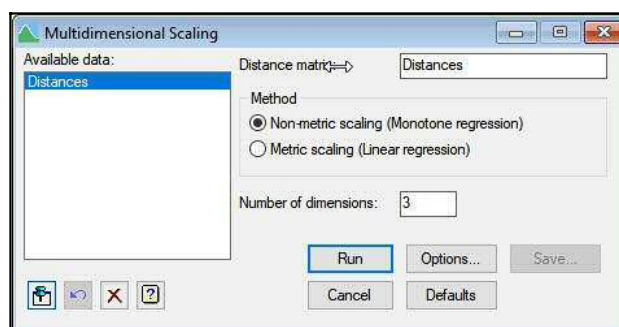 Multidimensional Scaling
Available data:
Distances
Distance matrix:
Distances
Method
Non-metric scaling (Monotone regression)
Metric scaling (Linear regression)
Number of dimensions:
3
Run
Options...
Save...
Cancel
Defaults